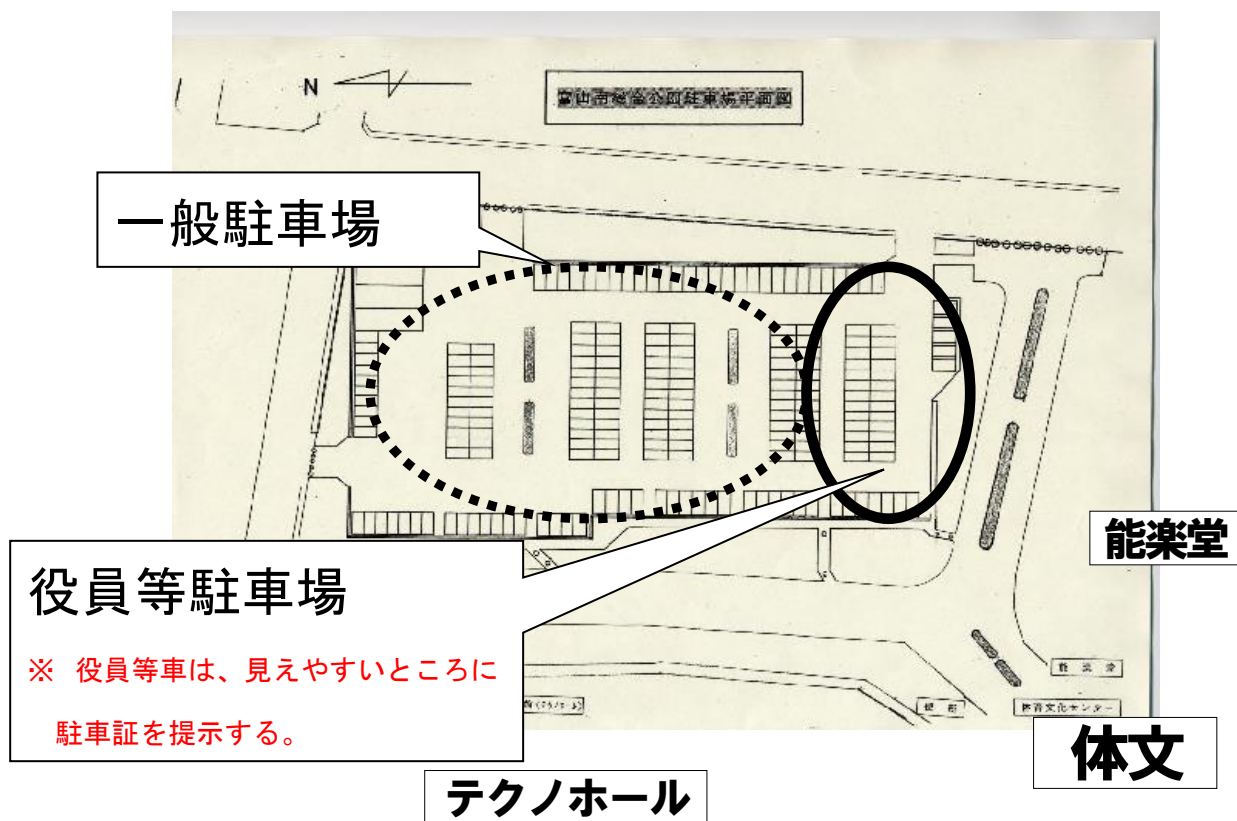 N
富山市総合公園駐車場平面図
一般駐車場
役員等駐車場
※ 役員等車は、見えやすいところに
駐車証を提示する。
能楽堂
能楽堂
体育文化センター
体文
テクノホール